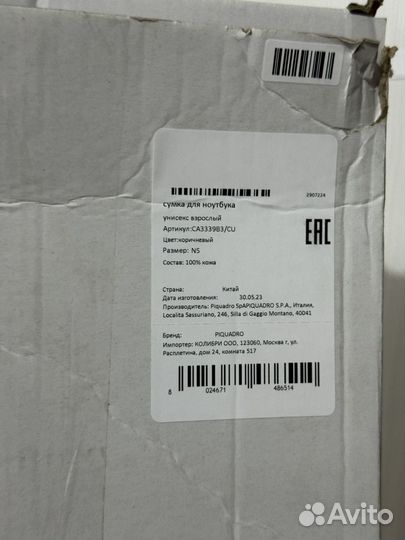 2907224
сумка для ноутбука
унисекс взрослый
Артикул:CA3339B3/CU
Цвет:коричневый
Размер: NS
Состав: 100% кожа
EAC
Страна: Китай
Дата изготовления: 30.05.23
Производитель: Piquadro SpAPIQUADRO S.P.A., Италия,
Localita Sassuriano, 246, Silla di Gaggio Montano, 40041
Бренд: PIQUADRO
Импортер: КОЛИБРИ ООО, 123060, Москва г, ул.
Расплетина, дом 24, комната 517
8 024671 486514
Avito